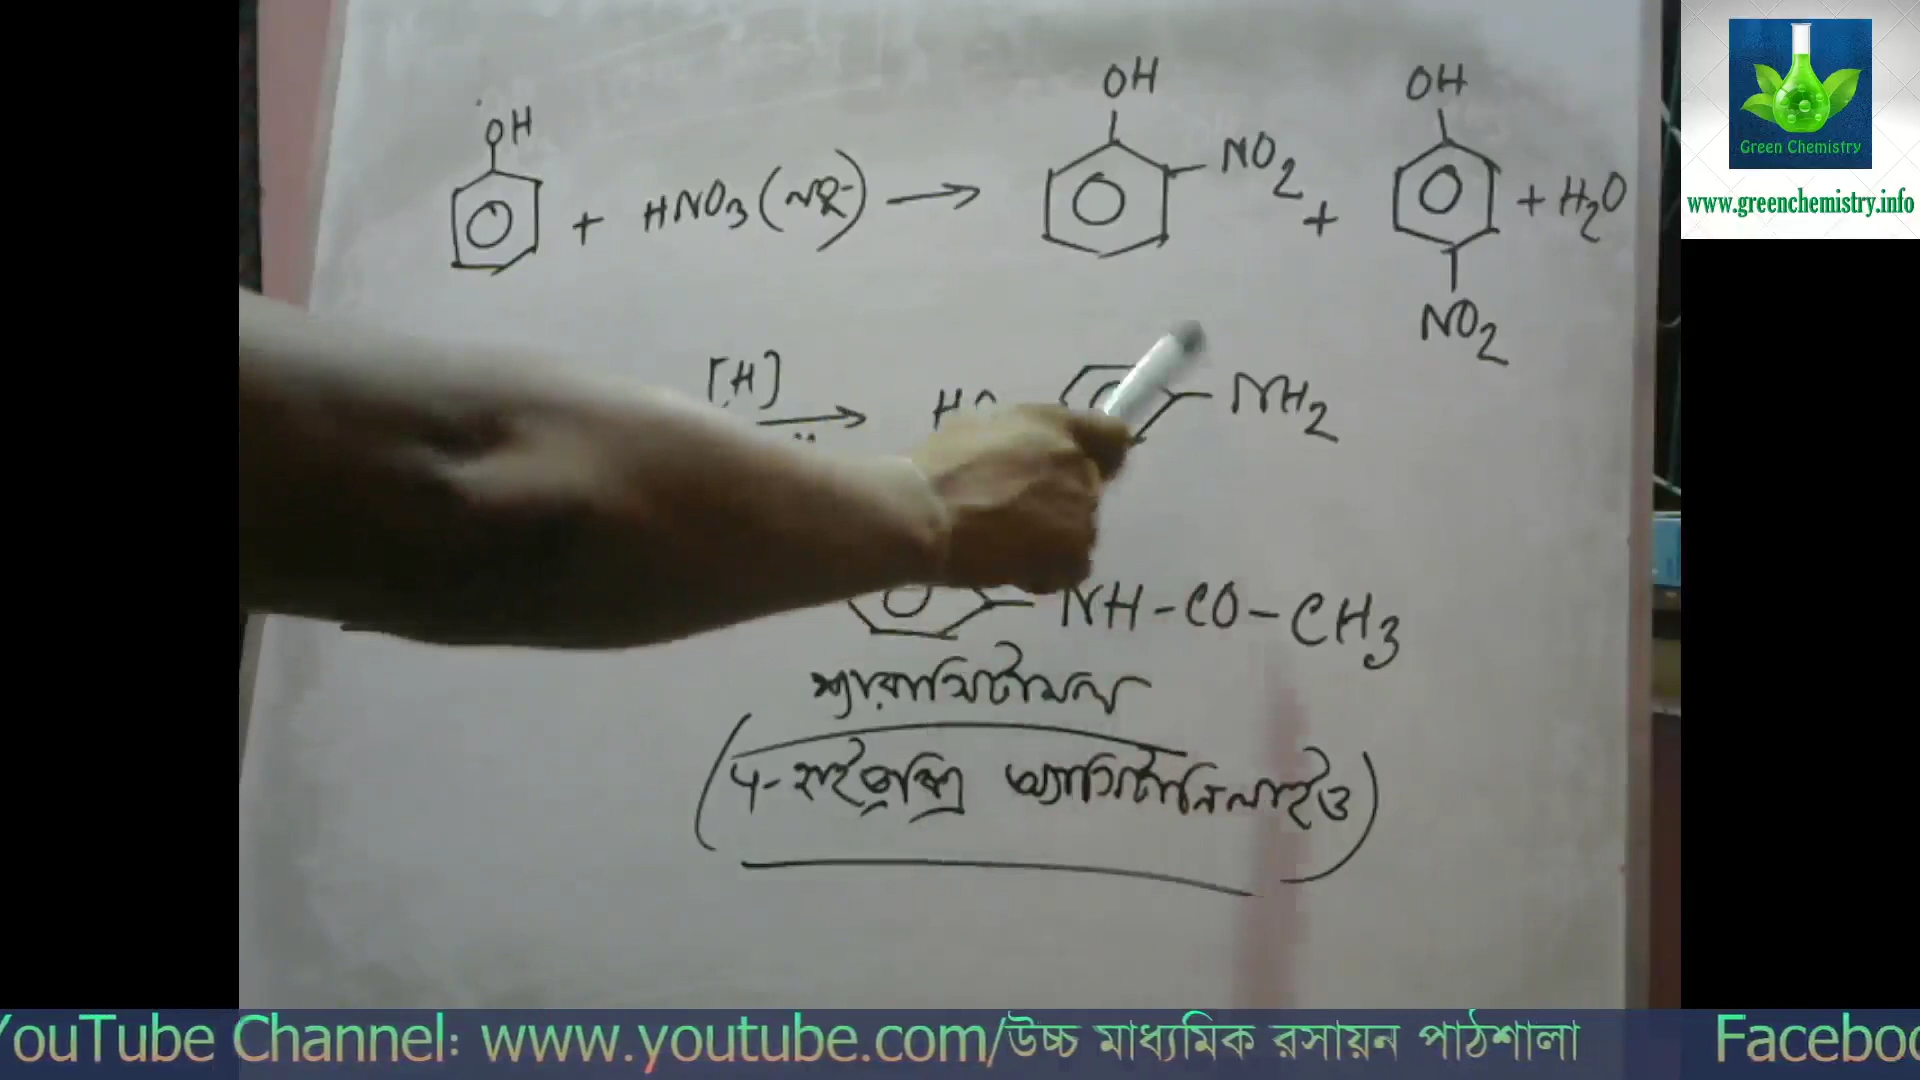 OH OH OH
+ HNO3 (লঘু) → NO2 + + H2O
NO2
[H]
→ NH2
NH-CO-CH3
প্যারাসিটামল
(4-হাইড্রক্সি অ্যাসিটানিলাইড)
Green Chemistry
www.greenchemistry.info
YouTube Channel: www.youtube.com/উচ্চ মাধ্যমিক রসায়ন পাঠশালা